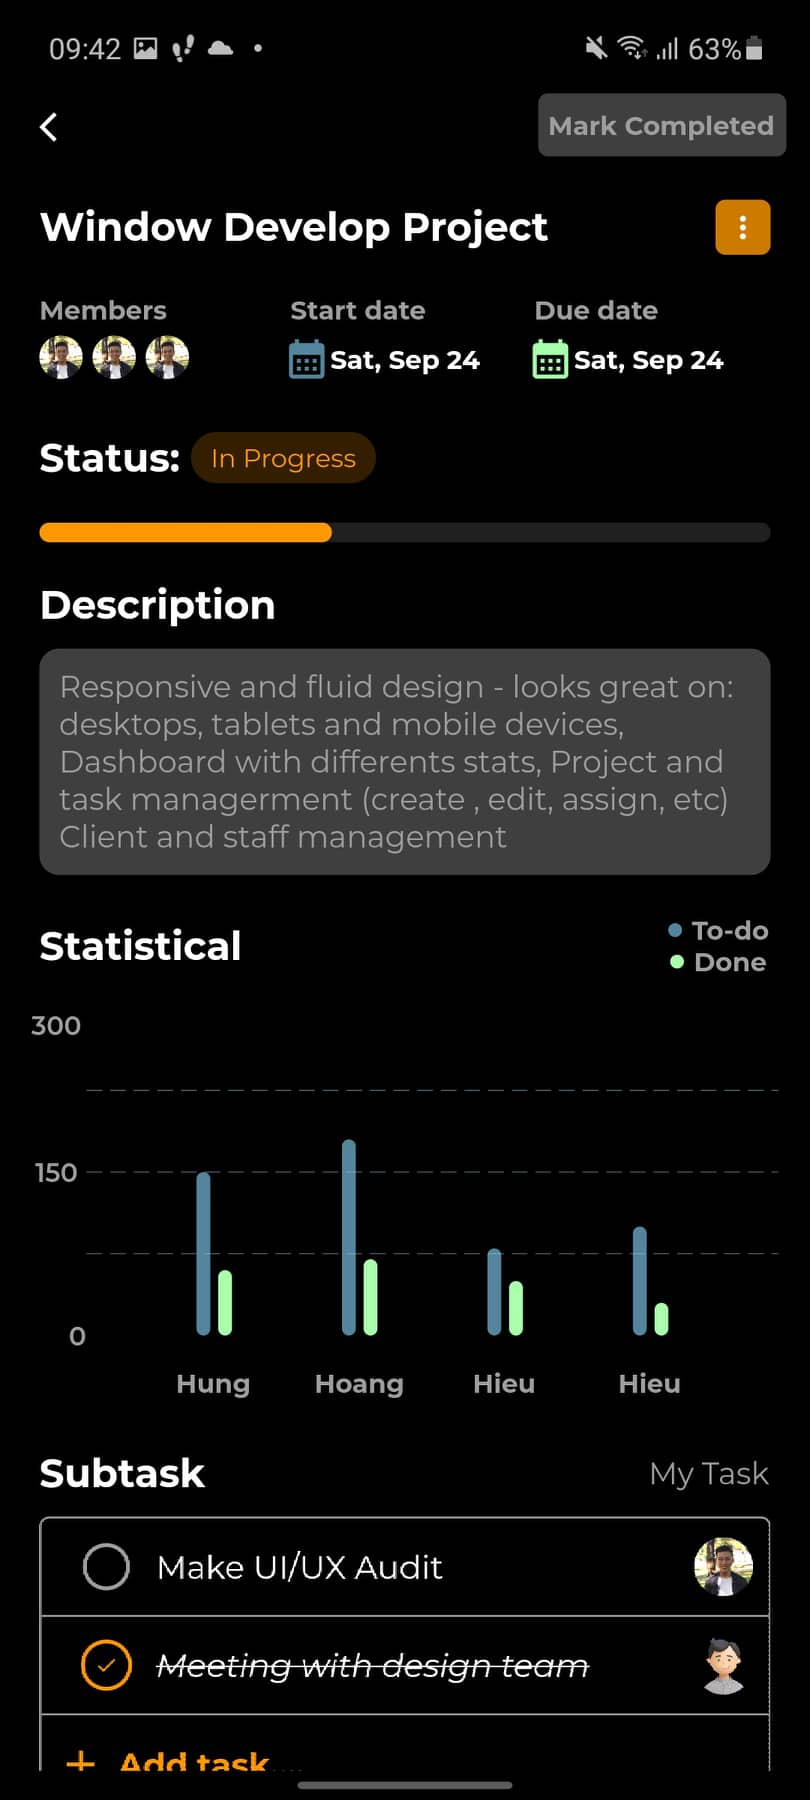 09:42
63%
Mark Completed
Window Develop Project
Members
Start date
Due date
Sat, Sep 24
Sat, Sep 24
Status:
In Progress
Description
Responsive and fluid design - looks great on:
desktops, tablets and mobile devices,
Dashboard with differents stats, Project and
task managerment (create , edit, assign, etc)
Client and staff management
Statistical
To-do
Done
300
150
0
Hung
Hoang
Hieu
Hieu
Subtask
My Task
Make UI/UX Audit
Meeting with design team
+ Add task....